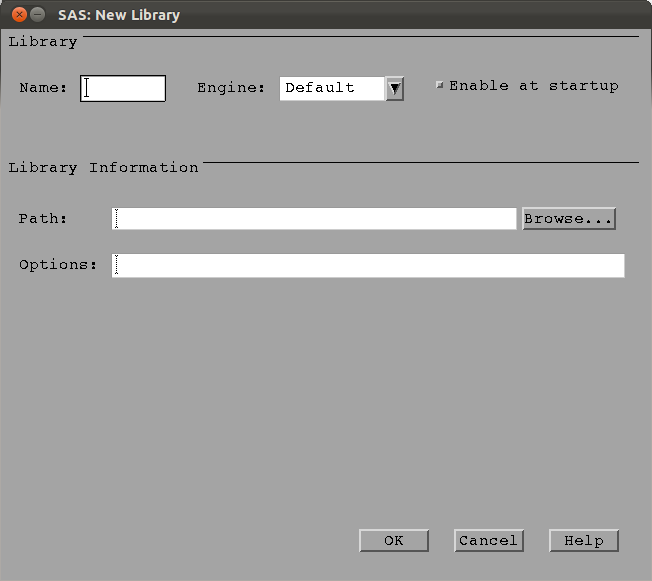 SAS: New Library
Library
Name: Engine: Default Enable at startup
Library Information
Path: Browse...
Options:
OK Cancel Help